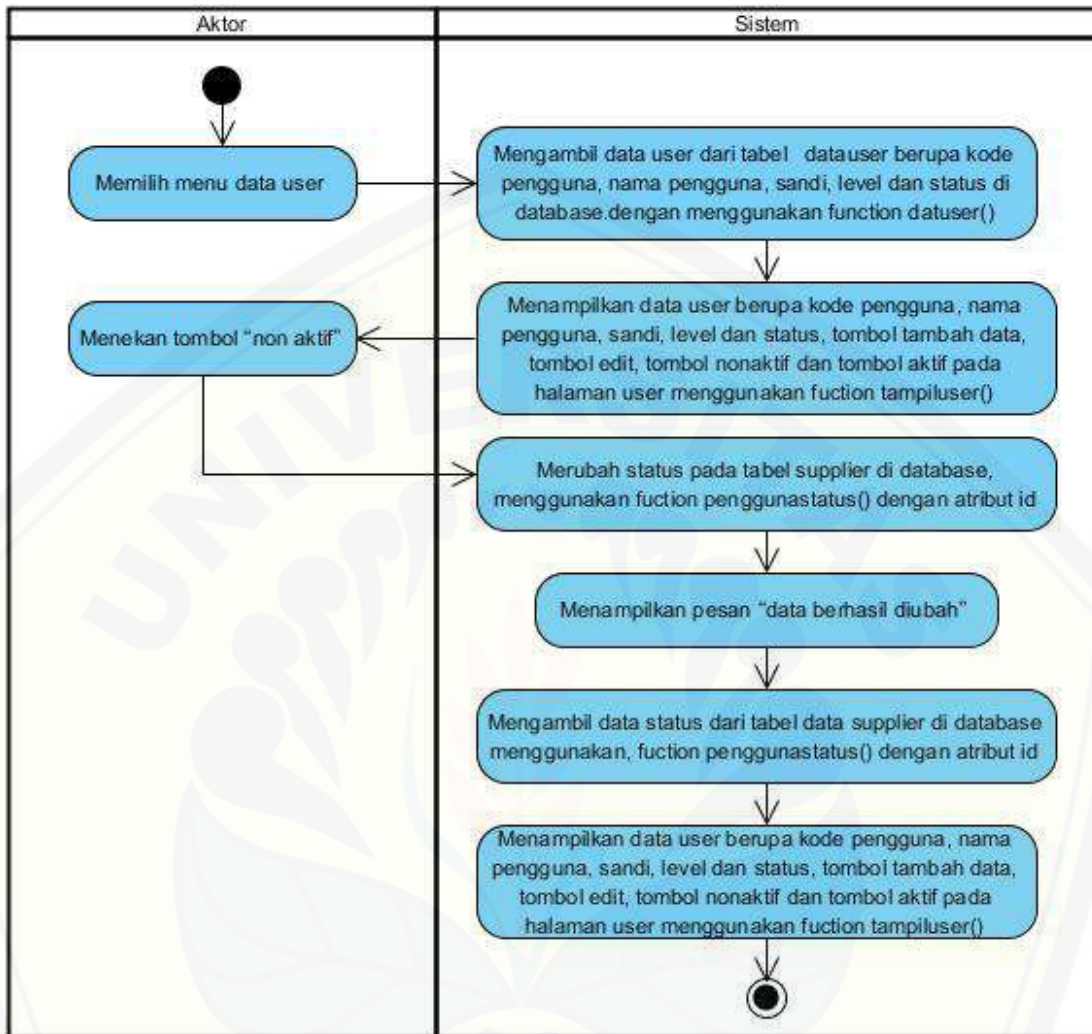 Aktor
Sistem
Memilih menu data user
Mengambil data user dari tabel datauser berupa kode
pengguna, nama pengguna, sandi, level dan status di
database.dengan menggunakan function datuser()
Menampilkan data user berupa kode pengguna, nama
pengguna, sandi, level dan status, tombol tambah data,
tombol edit, tombol nonaktif dan tombol aktif pada
halaman user menggunakan fuction tampiluser()
Menekan tombol “non aktif”
Merubah status pada tabel supplier di database,
menggunakan fuction penggunastatus() dengan atribut id
Menampilkan pesan “data berhasil diubah”
Mengambil data status dari tabel data supplier di database
menggunakan, fuction penggunastatus() dengan atribut id
Menampilkan data user berupa kode pengguna, nama
pengguna, sandi, level dan status, tombol tambah data,
tombol edit, tombol nonaktif dan tombol aktif pada
halaman user menggunakan fuction tampiluser()